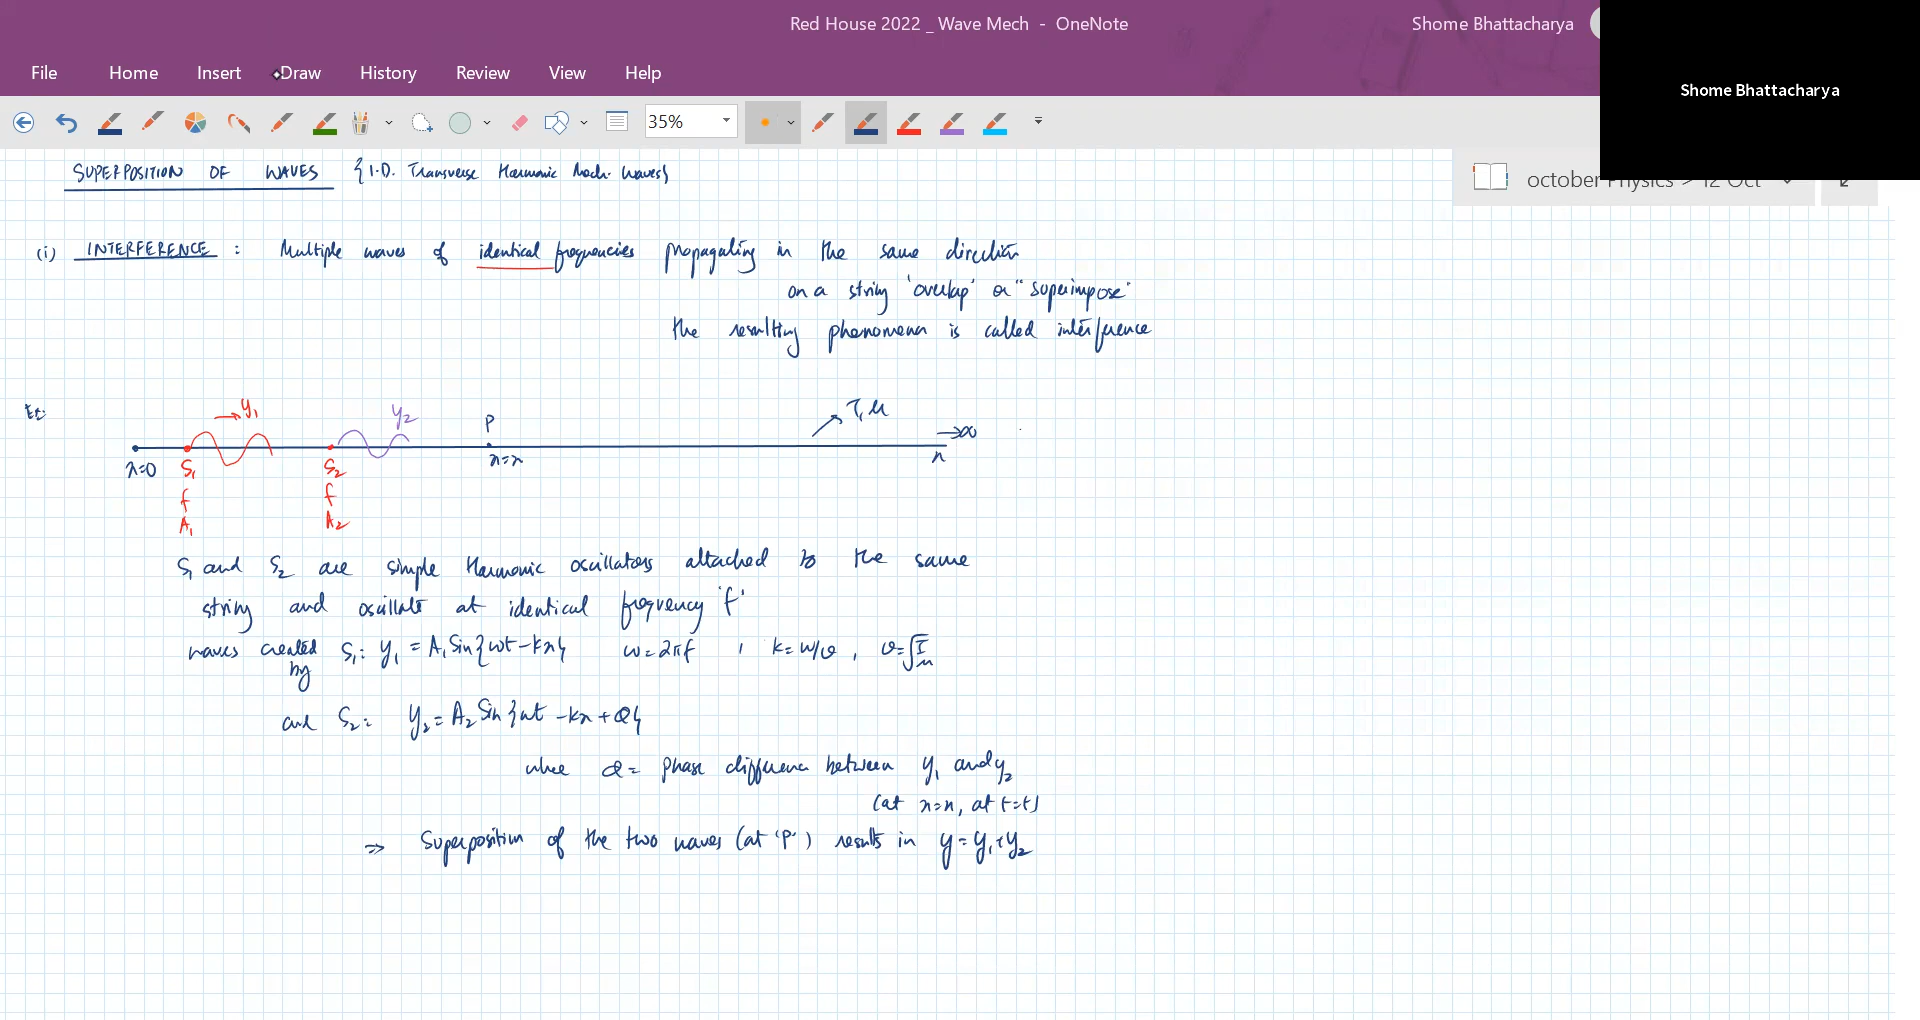 Red House 2022 _ Wave Mech - OneNote
Shome Bhattacharya
Shome Bhattacharya
File Home Insert Draw History Review View Help
35%
october Physics > 12 Oct
SUPERPOSITION OF WAVES {1.D. Transverse Harmonic Mech. Waves}
(i) INTERFERENCE : Multiple waves of identical frequencies propagating in the same direction
on a string 'overlap' or "superimpose"
the resulting phenomena is called interference
Ex:
y₁ y₂ P T, μ → ∞
x=0 S₁ S₂ x=x x
f f
A₁ A₂
S₁ and S₂ are simple Harmonic oscillators attached to the same
string and oscillate at identical frequency 'f'
waves created by S₁: y₁ = A₁ Sin{ωt - kx} ω = 2πf , k = ω/v , v = √(T/μ)
and S₂: y₂ = A₂ Sin{ωt - kx + Q}
where Q = phase difference between y₁ and y₂
(at x=x, at t=t)
⇒ Superposition of the two waves (at 'P') results in y = y₁ + y₂